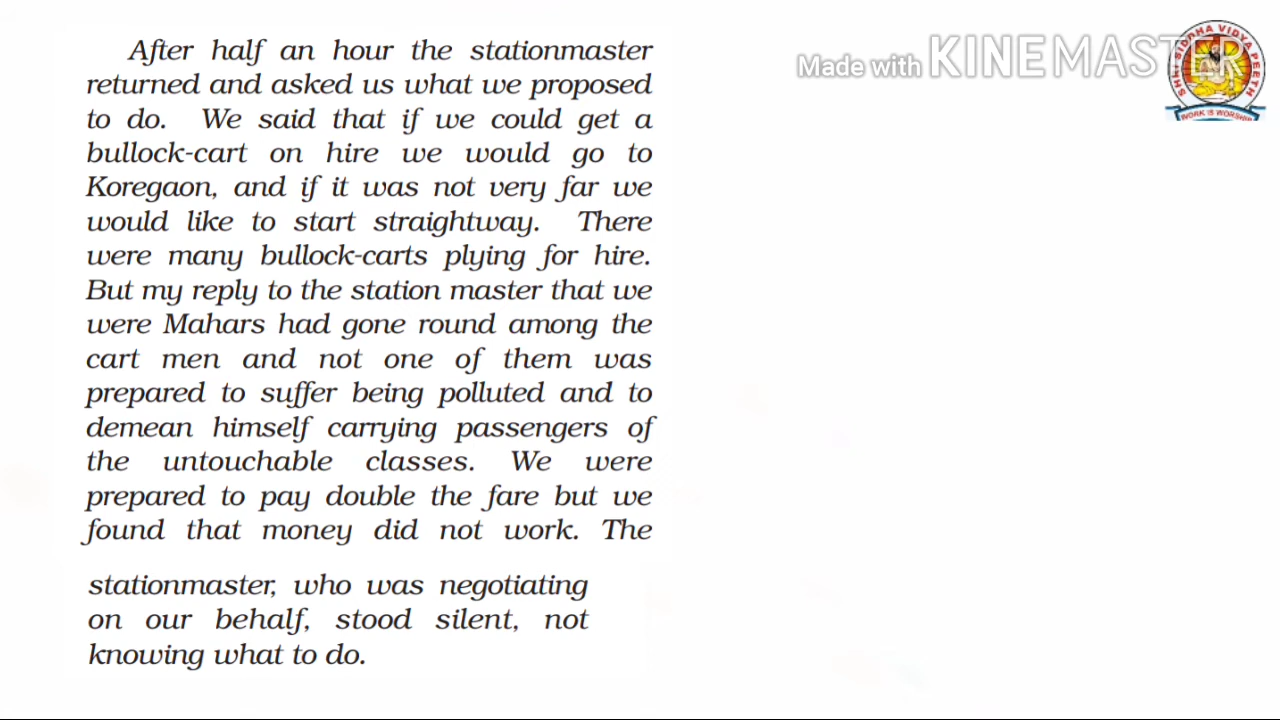 After half an hour the stationmaster
returned and asked us what we proposed
to do. We said that if we could get a
bullock-cart on hire we would go to
Koregaon, and if it was not very far we
would like to start straightway. There
were many bullock-carts plying for hire.
But my reply to the station master that we
were Mahars had gone round among the
cart men and not one of them was
prepared to suffer being polluted and to
demean himself carrying passengers of
the untouchable classes. We were
prepared to pay double the fare but we
found that money did not work. The
stationmaster, who was negotiating
on our behalf, stood silent, not
knowing what to do.
Made with KINEMASTER
SHRI SIDDHA VIDYA PEETH
WORK IS WORSHIP